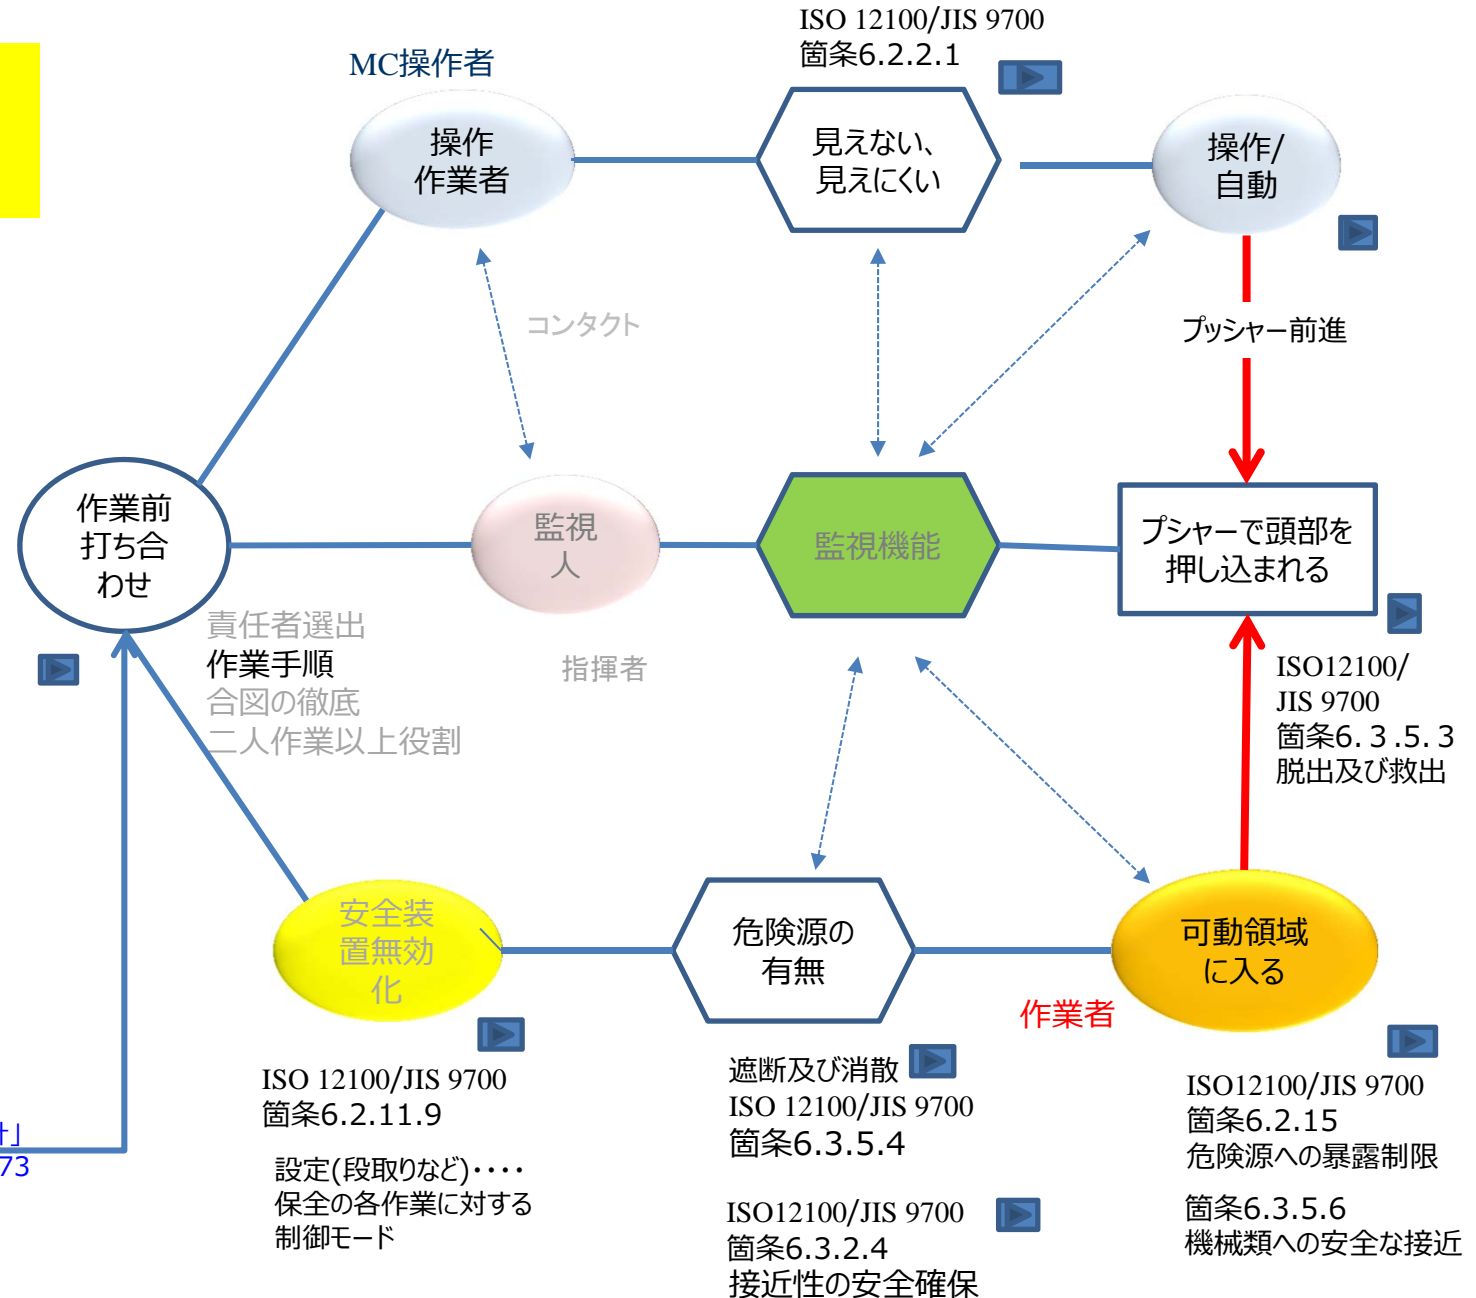 ISO 12100/JIS 9700
箇条6.2.2.1
MC操作者
操作
作業者
見えない、
見えにくい
操作/
自動
コンタクト
プッシャー前進
作業前
打ち合
わせ
監視
人
監視機能
プシャーで頭部を
押し込まれる
責任者選出
作業手順
合図の徹底
二人作業以上役割
指揮者
ISO12100/
JIS 9700
箇条6.３.5.３
脱出及び救出
安全装
置無効
化
危険源の
有無
可動領域
に入る
作業者
ISO 12100/JIS 9700
箇条6.2.11.9
設定(段取りなど)････
保全の各作業に対する
制御モード
遮断及び消散
ISO 12100/JIS 9700
箇条6.3.5.4
ISO12100/JIS 9700
箇条6.3.2.4
接近性の安全確保
ISO12100/JIS 9700
箇条6.2.15
危険源への暴露制限
箇条6.3.5.6
機械類への安全な接近
」
73